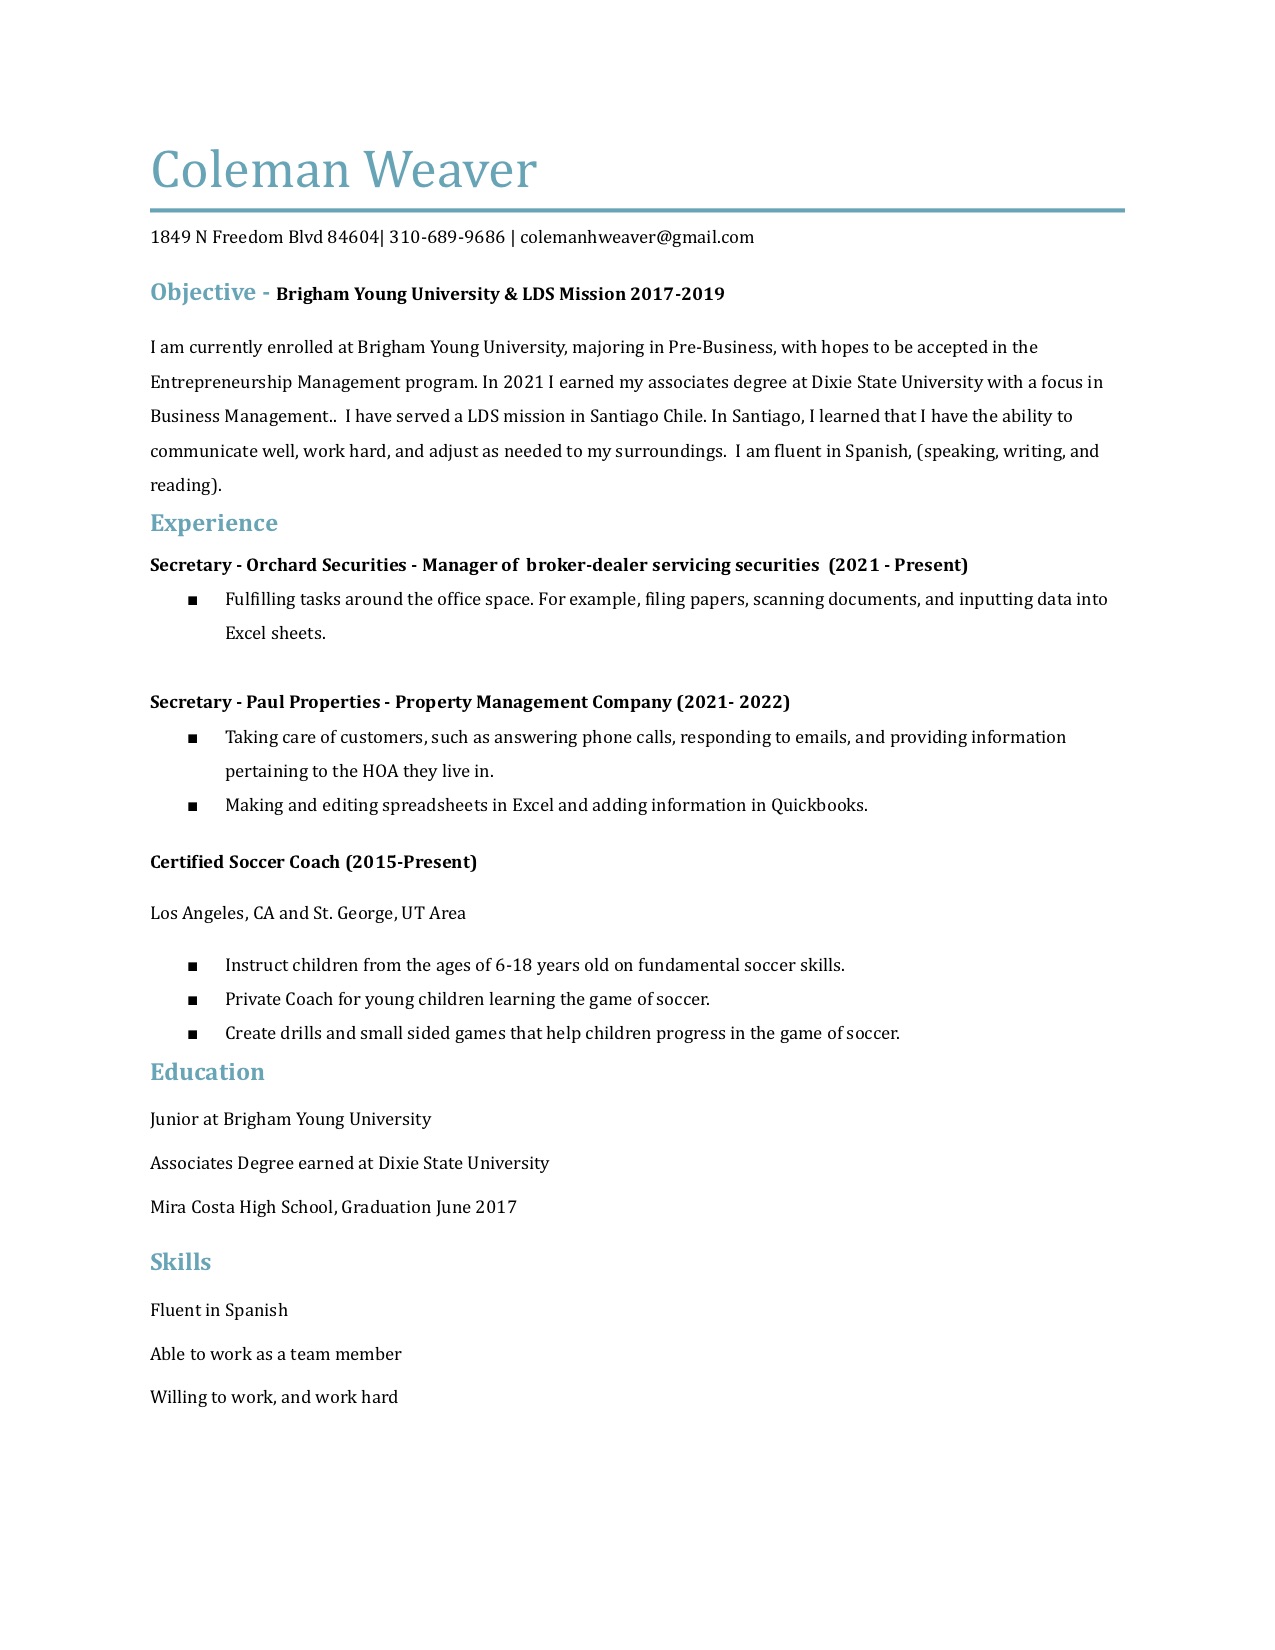 Coleman Weaver
1849 N Freedom Blvd 84604| 310-689-9686 | colemanhweaver@gmail.com
Objective - Brigham Young University & LDS Mission 2017-2019
I am currently enrolled at Brigham Young University, majoring in Pre-Business, with hopes to be accepted in the
Entrepreneurship Management program. In 2021 I earned my associates degree at Dixie State University with a focus in
Business Management..  I have served a LDS mission in Santiago Chile. In Santiago, I learned that I have the ability to
communicate well, work hard, and adjust as needed to my surroundings.  I am fluent in Spanish, (speaking, writing, and
reading).
Experience
Secretary - Orchard Securities - Manager of  broker-dealer servicing securities  (2021 - Present)
■ Fulfilling tasks around the office space. For example, filing papers, scanning documents, and inputting data into
Excel sheets.
Secretary - Paul Properties - Property Management Company (2021- 2022)
■ Taking care of customers, such as answering phone calls, responding to emails, and providing information
pertaining to the HOA they live in.
■ Making and editing spreadsheets in Excel and adding information in Quickbooks.
Certified Soccer Coach (2015-Present)
Los Angeles, CA and St. George, UT Area
■ Instruct children from the ages of 6-18 years old on fundamental soccer skills.
■ Private Coach for young children learning the game of soccer.
■ Create drills and small sided games that help children progress in the game of soccer.
Education
Junior at Brigham Young University
Associates Degree earned at Dixie State University
Mira Costa High School, Graduation June 2017
Skills
Fluent in Spanish
Able to work as a team member
Willing to work, and work hard